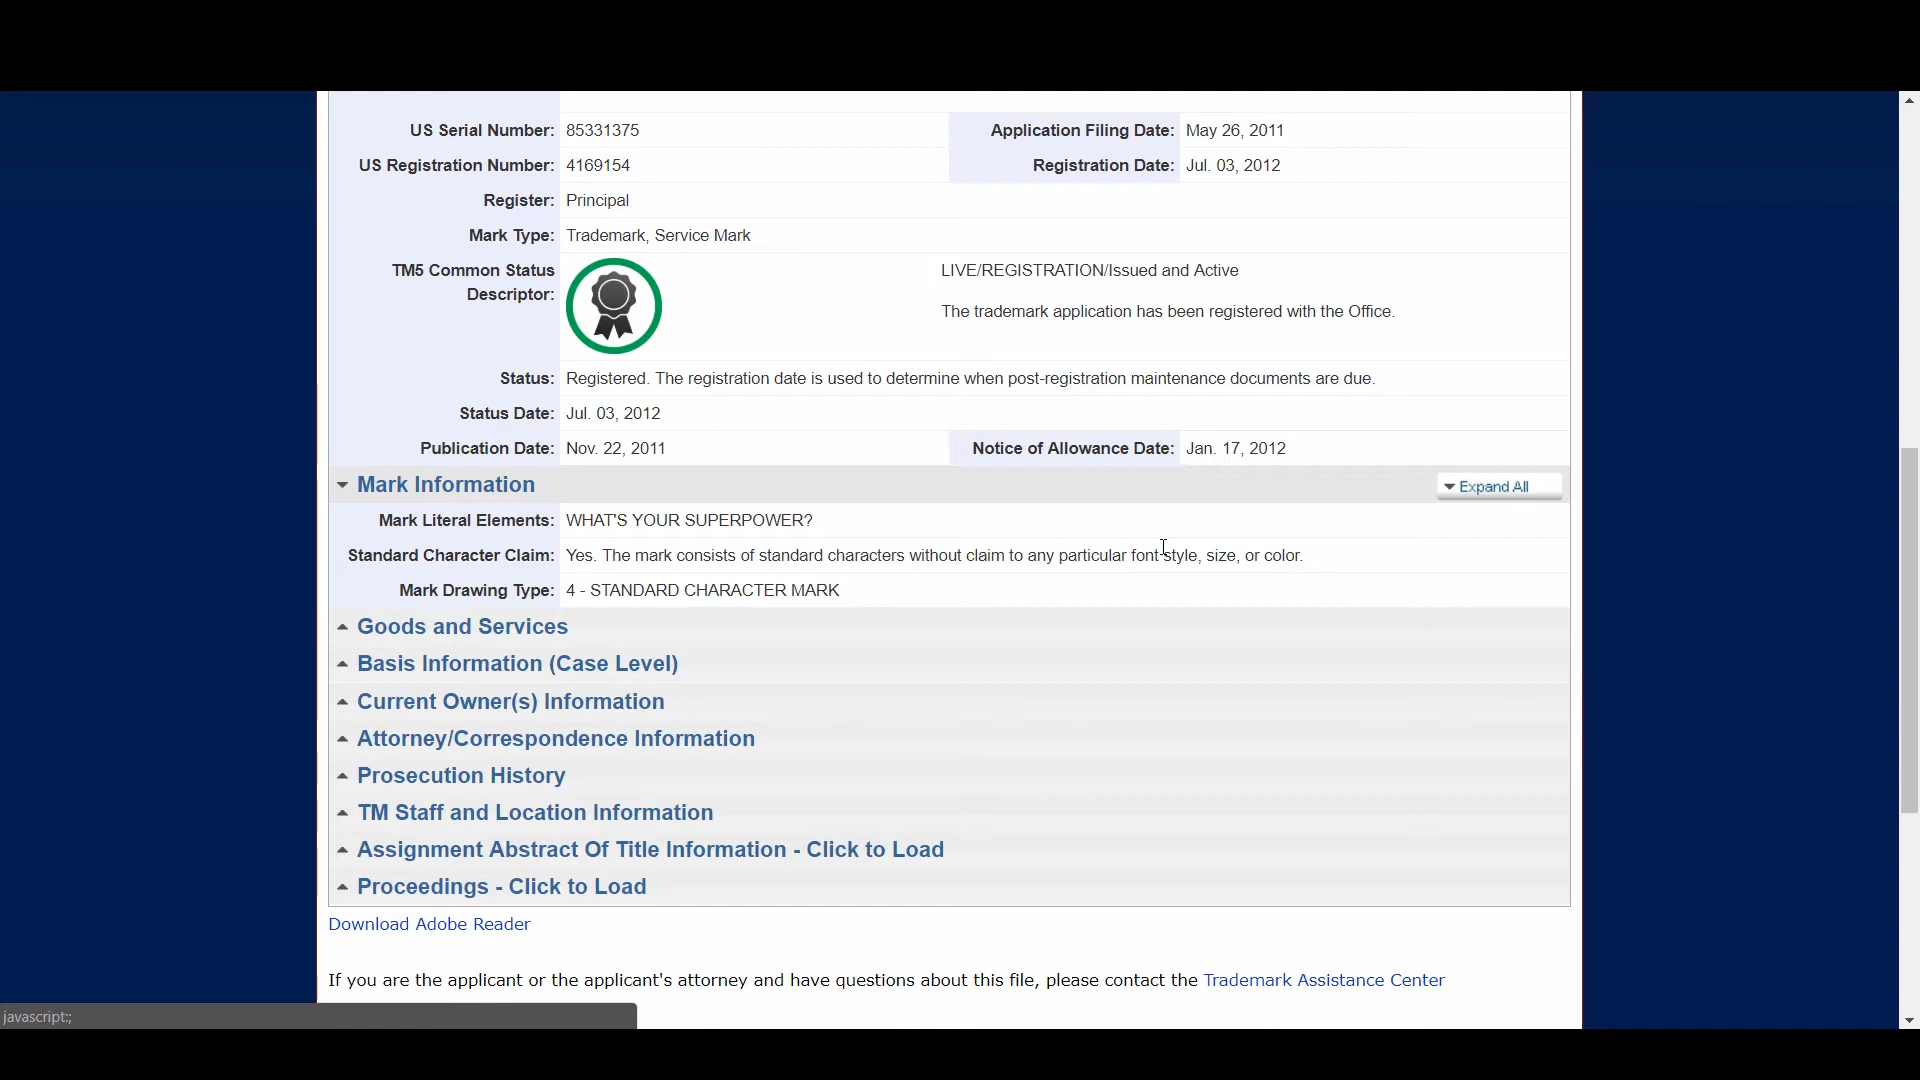 US Serial Number: 85331375 Application Filing Date: May 26, 2011
US Registration Number: 4169154 Registration Date: Jul. 03, 2012
Register: Principal
Mark Type: Trademark, Service Mark
TM5 Common Status Descriptor: LIVE/REGISTRATION/Issued and Active
The trademark application has been registered with the Office.
Status: Registered. The registration date is used to determine when post-registration maintenance documents are due.
Status Date: Jul. 03, 2012
Publication Date: Nov. 22, 2011 Notice of Allowance Date: Jan. 17, 2012
Mark Information Expand All
Mark Literal Elements: WHAT'S YOUR SUPERPOWER?
Standard Character Claim: Yes. The mark consists of standard characters without claim to any particular font style, size, or color.
Mark Drawing Type: 4 - STANDARD CHARACTER MARK
Goods and Services
Basis Information (Case Level)
Current Owner(s) Information
Attorney/Correspondence Information
Prosecution History
TM Staff and Location Information
Assignment Abstract Of Title Information - Click to Load
Proceedings - Click to Load
Download Adobe Reader
If you are the applicant or the applicant's attorney and have questions about this file, please contact the Trademark Assistance Center
javascript:;